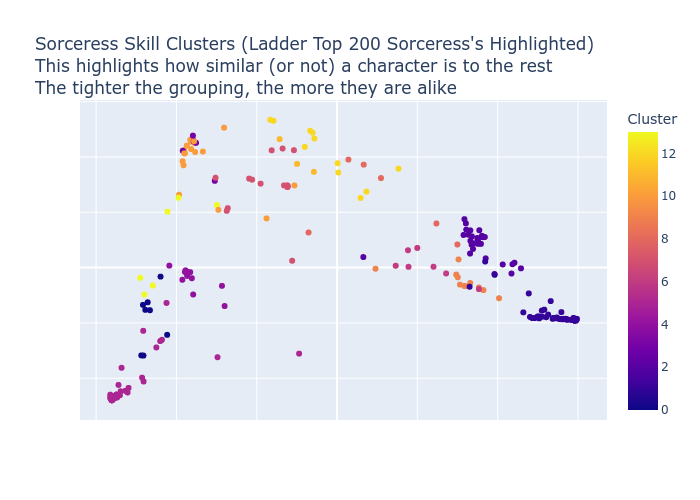 Sorceress Skill Clusters (Ladder Top 200 Sorceress's Highlighted)
This highlights how similar (or not) a character is to the rest
The tighter the grouping, the more they are alike
Cluster
12
10
8
6
4
2
0